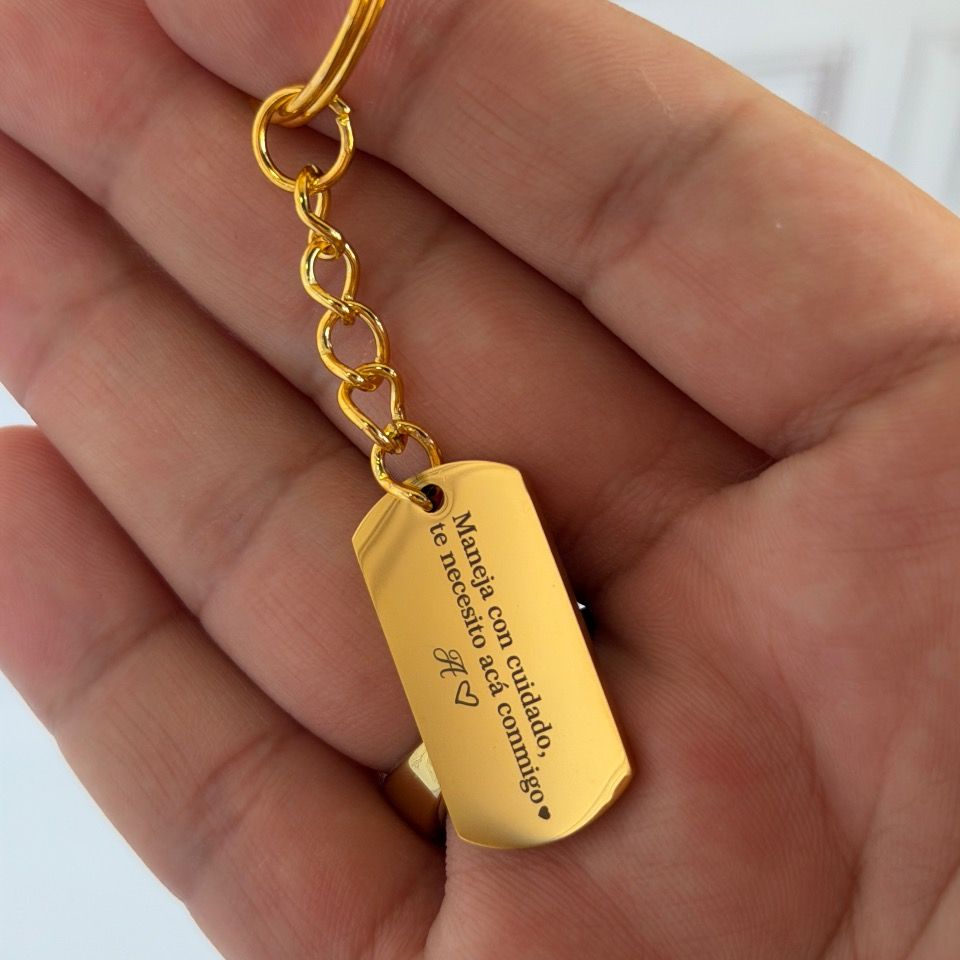 Maneja con cuidado,
te necesito acá conmigo♥
A♡